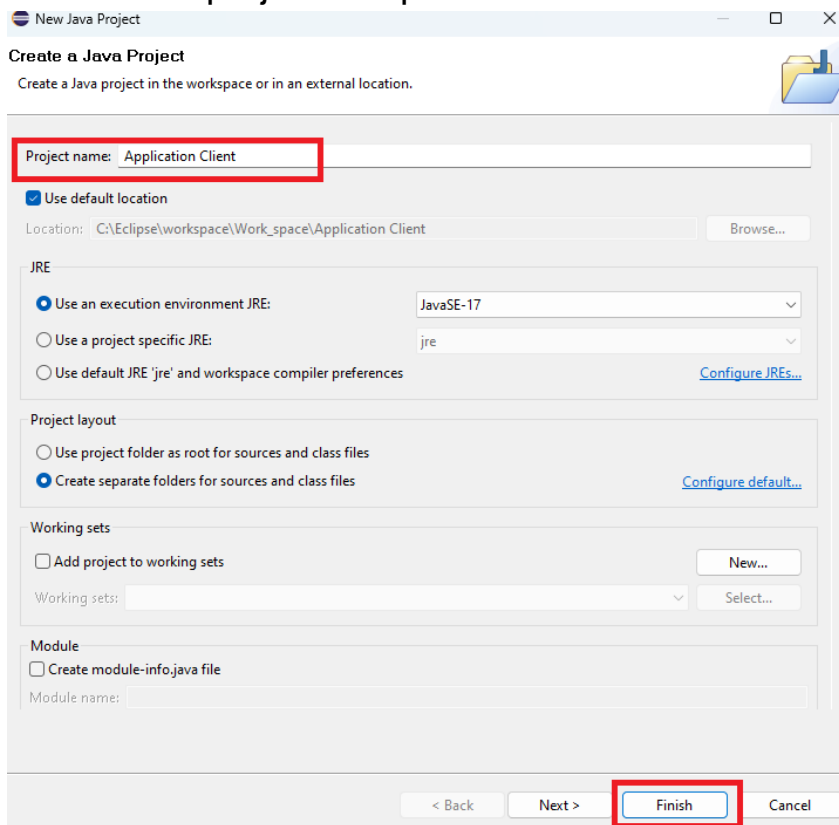 New Java Project
Create a Java Project
Create a Java project in the workspace or in an external location.
Project name: Application Client
Use default location
Location: C:\Eclipse\workspace\Work_space\Application Client Browse...
JRE
Use an execution environment JRE: JavaSE-17
Use a project specific JRE: jre
Use default JRE 'jre' and workspace compiler preferences Configure JREs...
Project layout
Use project folder as root for sources and class files
Create separate folders for sources and class files Configure default...
Working sets
Add project to working sets New...
Working sets: Select...
Module
Create module-info.java file
Module name:
< Back Next > Finish Cancel